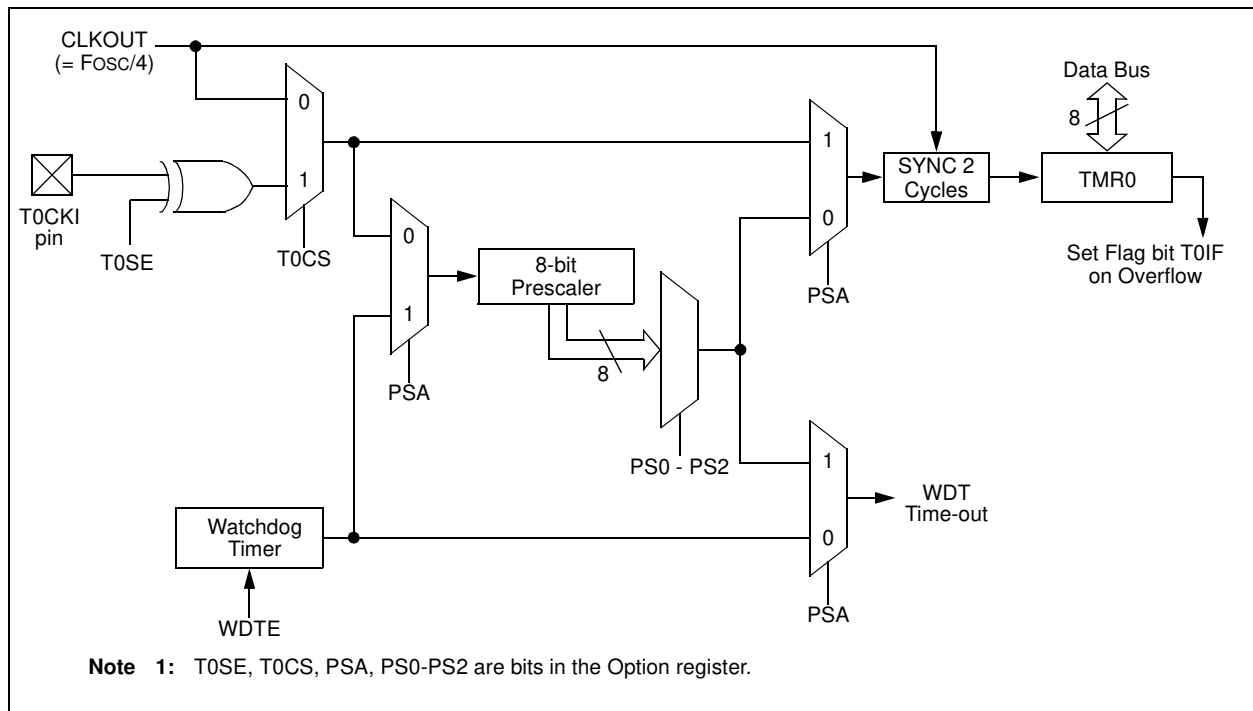 CLKOUT
(= FOSC/4)
Data Bus
8
0
1
1
0
SYNC 2
Cycles
TMR0
T0CKI
pin
T0SE
T0CS
0
1
8-bit
Prescaler
PSA
Set Flag bit T0IF
on Overflow
PSA
8
PS0 - PS2
1
0
WDT
Time-out
Watchdog
Timer
PSA
WDTE
Note 1: T0SE, T0CS, PSA, PS0-PS2 are bits in the Option register.